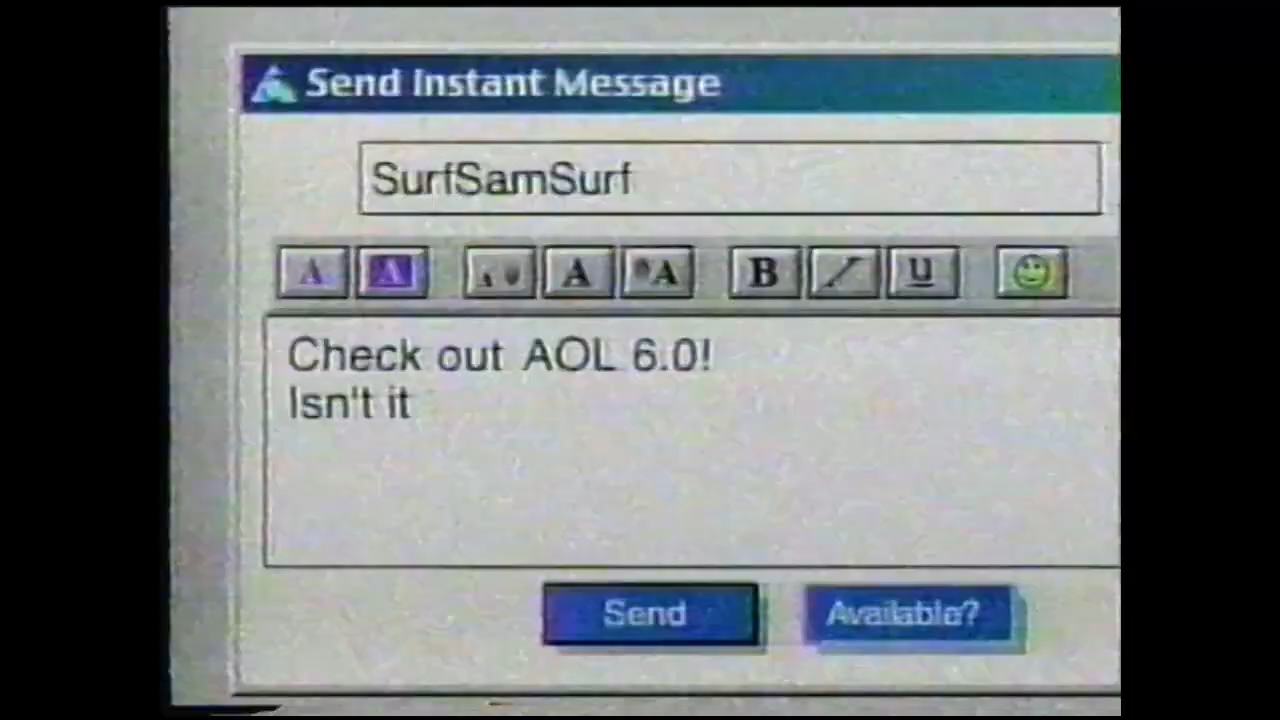 Send Instant Message
SurfSamSurf
A A A A B U
Check out AOL 6.0!
Isn't it
Send Available?